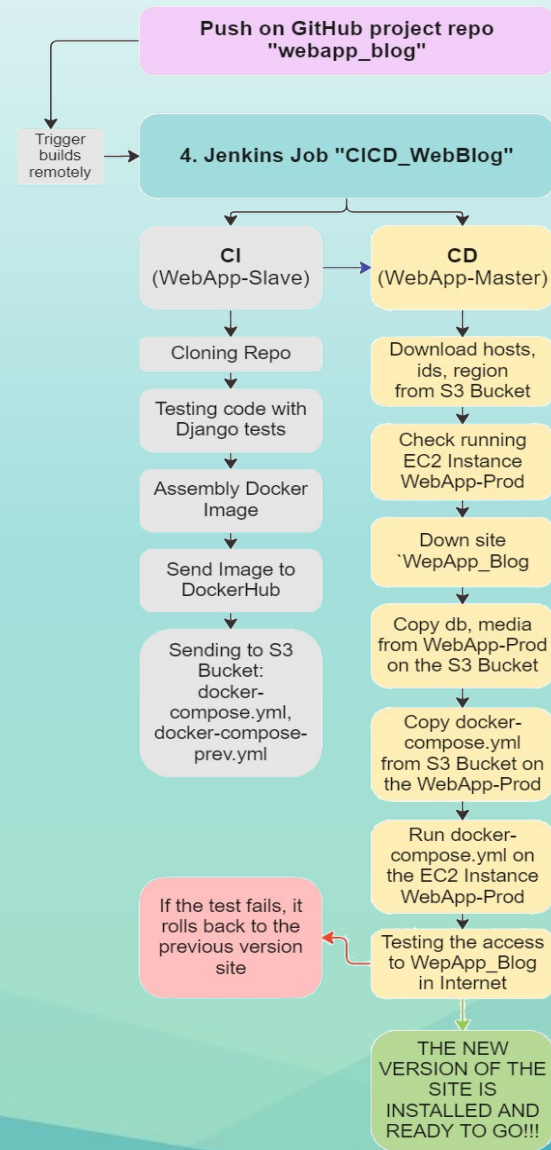 Push on GitHub project repo
"webapp_blog"
Trigger
builds
remotely
4. Jenkins Job "CICD_WebBlog"
CI
(WebApp-Slave)
CD
(WebApp-Master)
Cloning Repo
Testing code with
Django tests
Assembly Docker
Image
Send Image to
DockerHub
Sending to S3
Bucket:
docker-
compose.yml,
docker-compose-
prev.yml
Download hosts,
ids, region
from S3 Bucket
Check running
EC2 Instance
WebApp-Prod
Down site
`WepApp_Blog
Copy db, media
from WebApp-Prod
on the S3 Bucket
Copy docker-
compose.yml
from S3 Bucket on
the WebApp-Prod
Run docker-
compose.yml on
the EC2 Instance
WebApp-Prod
If the test fails, it
rolls back to the
previous version
site
Testing the access
to WepApp_Blog
in Internet
THE NEW
VERSION OF THE
SITE IS
INSTALLED AND
READY TO GO!!!